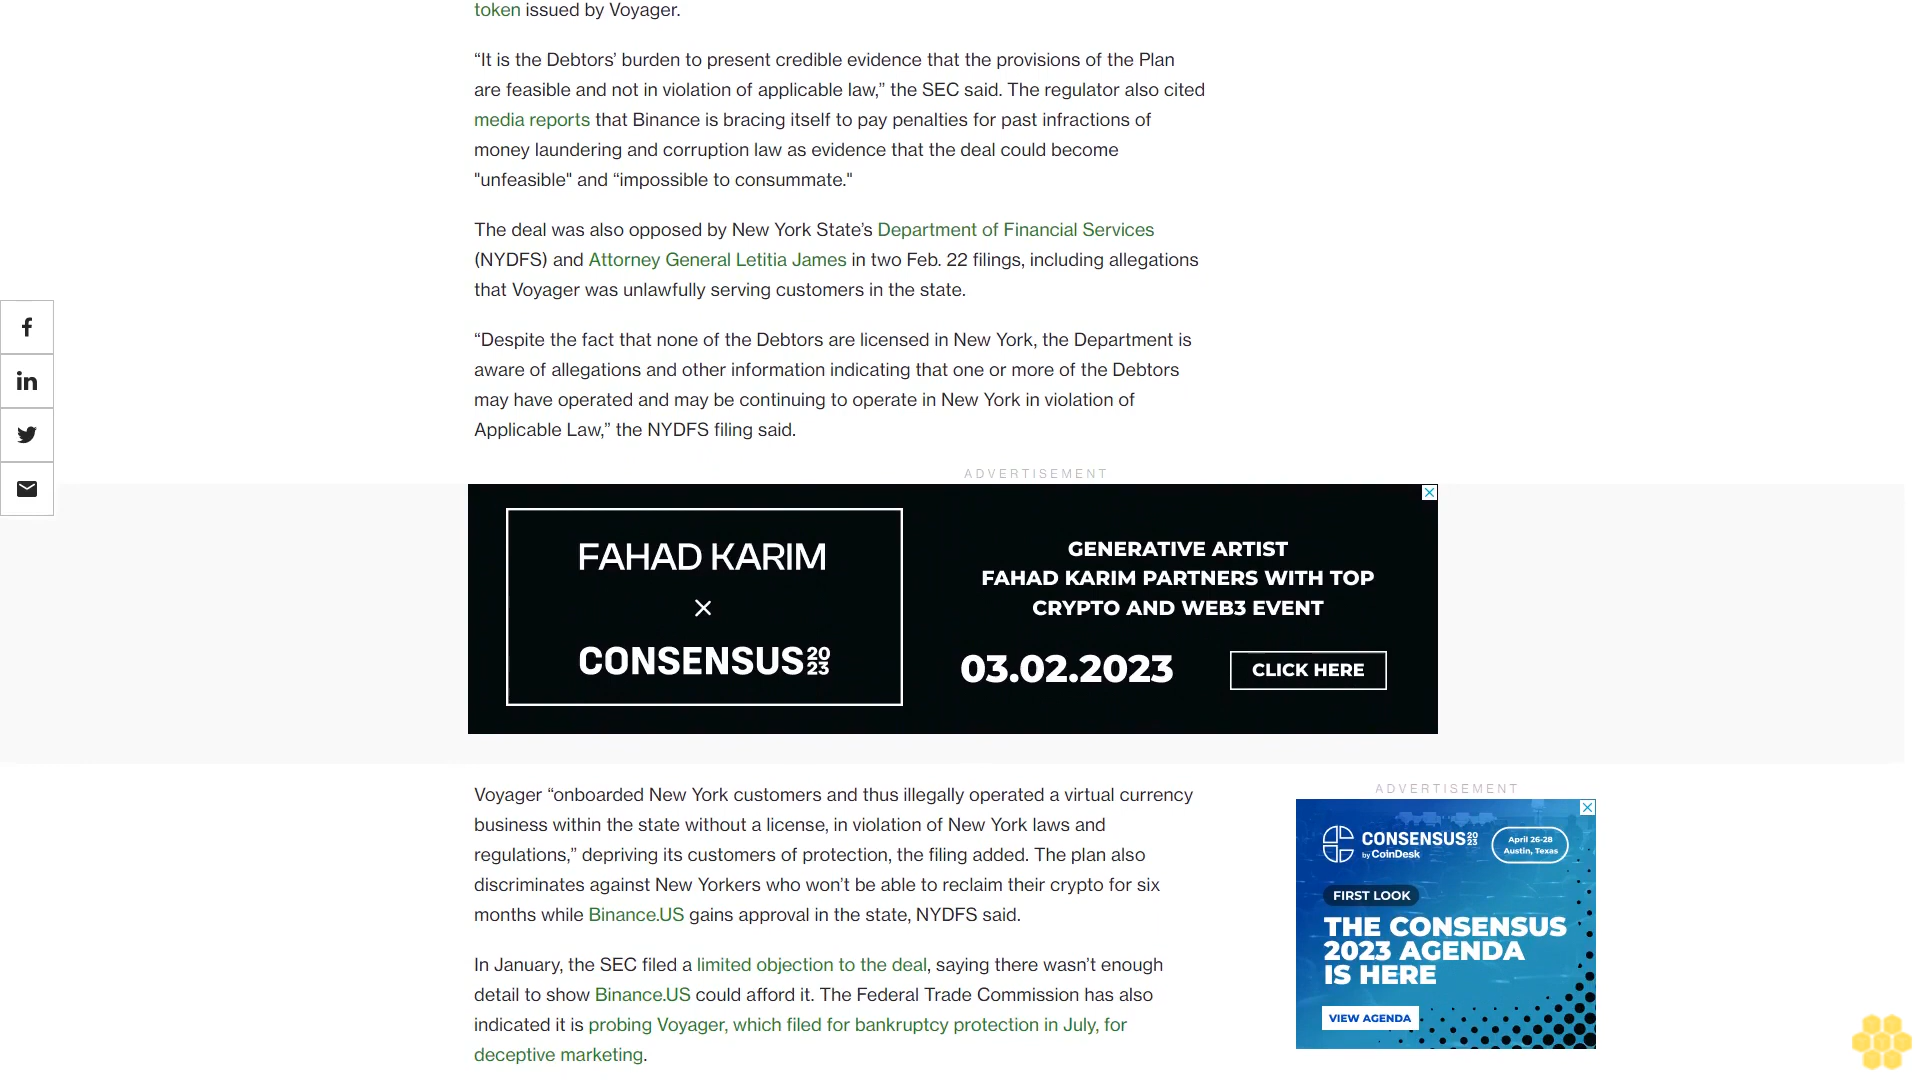 token issued by Voyager.
“It is the Debtors’ burden to present credible evidence that the provisions of the Plan
are feasible and not in violation of applicable law,” the SEC said. The regulator also cited
media reports that Binance is bracing itself to pay penalties for past infractions of
money laundering and corruption law as evidence that the deal could become
"unfeasible" and “impossible to consummate."
The deal was also opposed by New York State’s Department of Financial Services
(NYDFS) and Attorney General Letitia James in two Feb. 22 filings, including allegations
that Voyager was unlawfully serving customers in the state.
“Despite the fact that none of the Debtors are licensed in New York, the Department is
aware of allegations and other information indicating that one or more of the Debtors
may have operated and may be continuing to operate in New York in violation of
Applicable Law,” the NYDFS filing said.
ADVERTISEMENT
FAHAD KARIM
X
CONSENSUS 2023
GENERATIVE ARTIST
FAHAD KARIM PARTNERS WITH TOP
CRYPTO AND WEB3 EVENT
03.02.2023
CLICK HERE
Voyager “onboarded New York customers and thus illegally operated a virtual currency
business within the state without a license, in violation of New York laws and
regulations,” depriving its customers of protection, the filing added. The plan also
discriminates against New Yorkers who won’t be able to reclaim their crypto for six
months while Binance.US gains approval in the state, NYDFS said.
In January, the SEC filed a limited objection to the deal, saying there wasn’t enough
detail to show Binance.US could afford it. The Federal Trade Commission has also
indicated it is probing Voyager, which filed for bankruptcy protection in July, for
deceptive marketing.
ADVERTISEMENT
CONSENSUS 2023
by CoinDesk
April 26-28
Austin, Texas
FIRST LOOK
THE CONSENSUS
2023 AGENDA
IS HERE
VIEW AGENDA